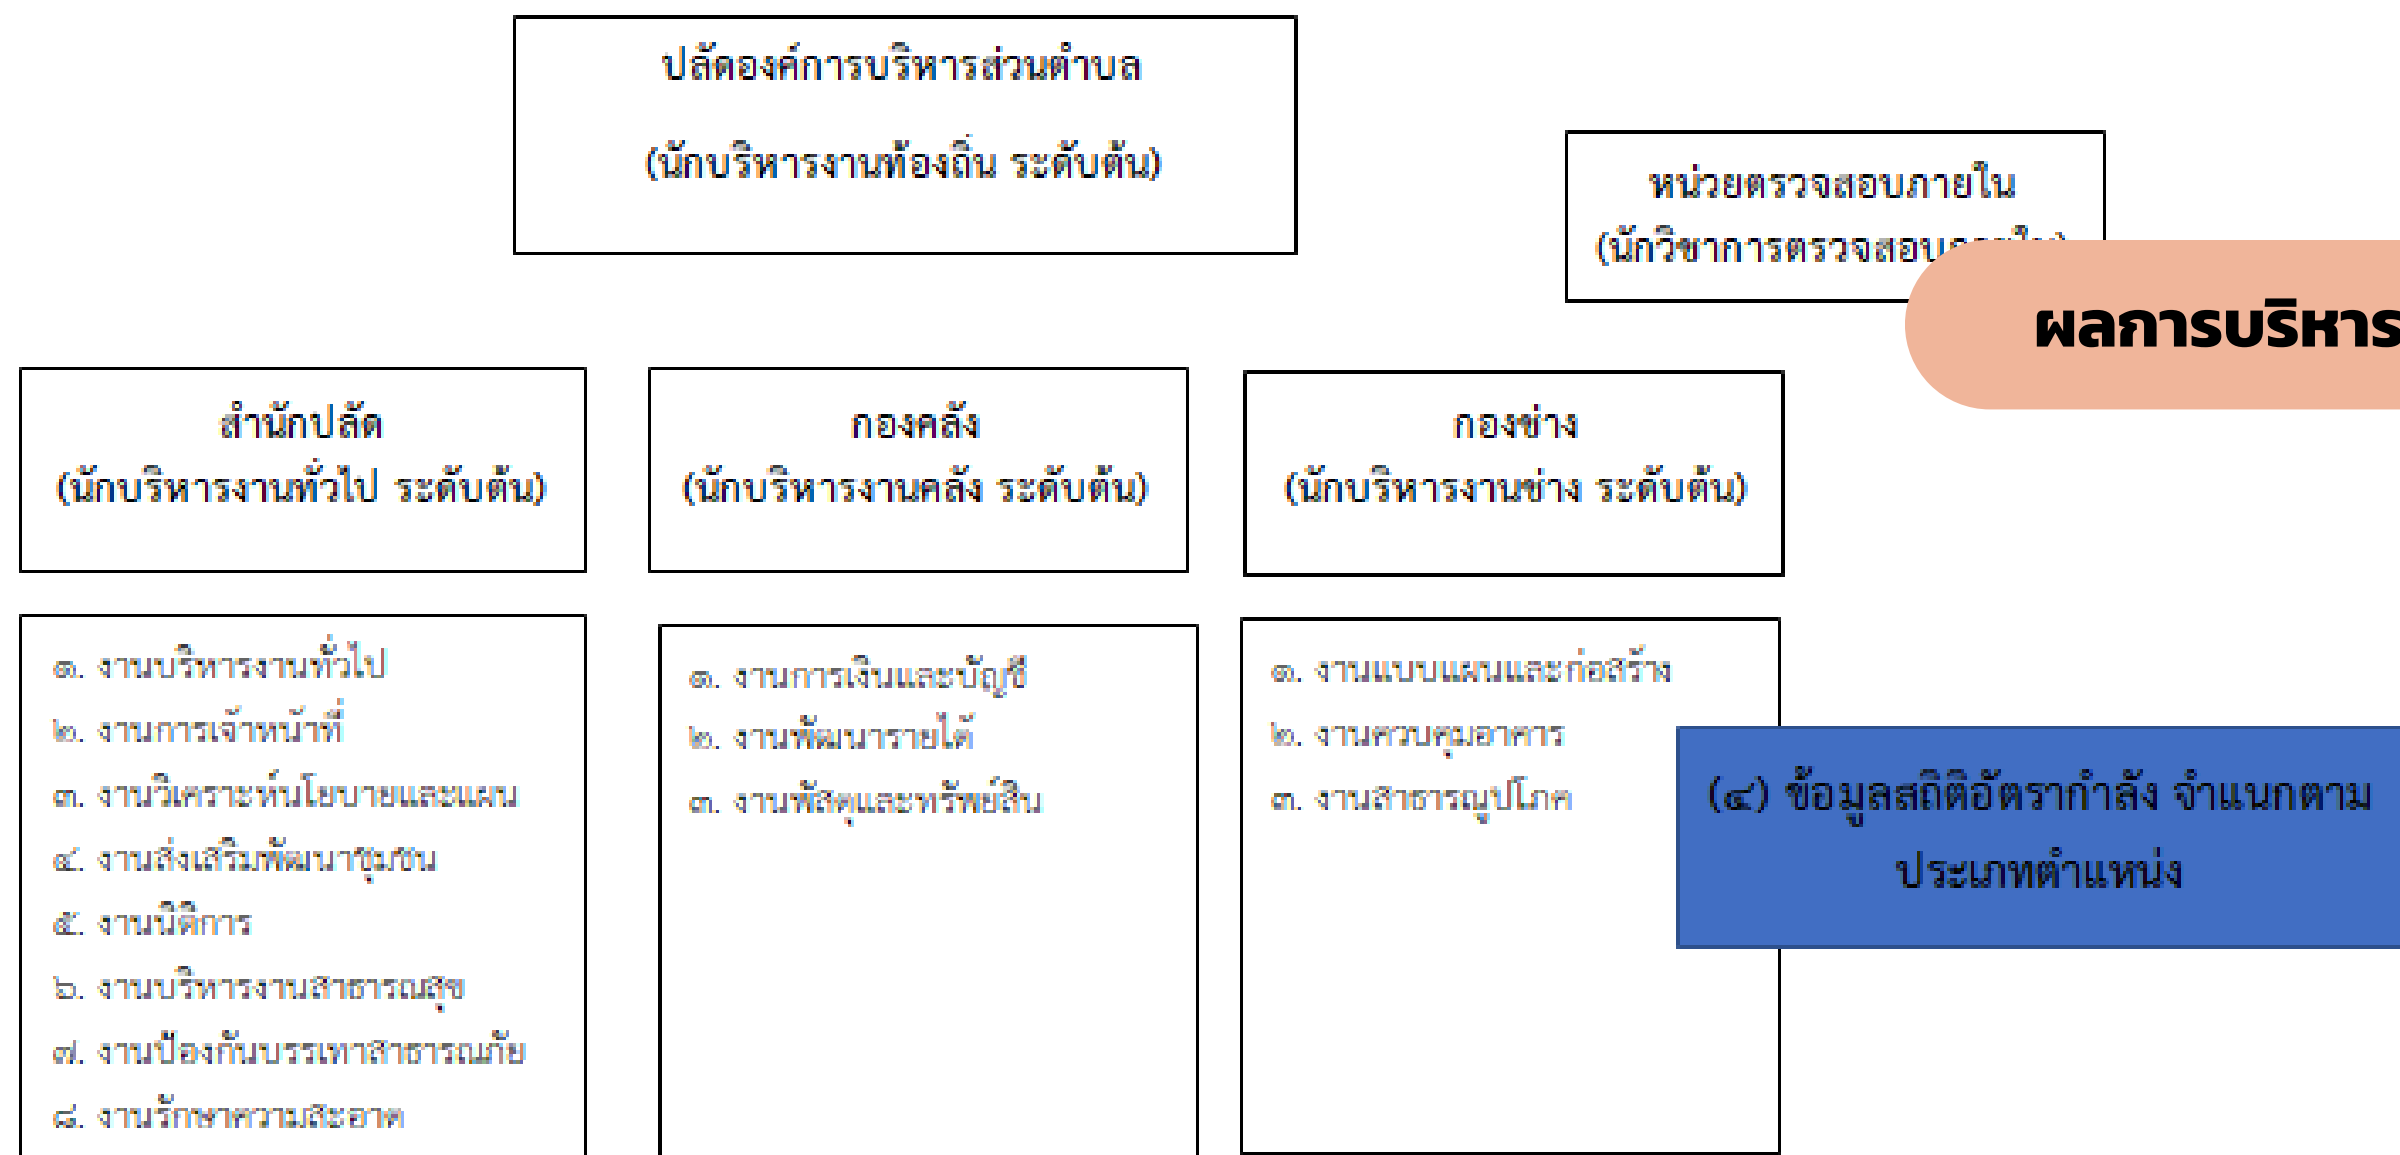 ปลัดองค์การบริหารส่วนตำบล
(นักบริหารงานท้องถิ่น ระดับต้น)
หน่วยตรวจสอบภายใน
(นักวิชาการตรวจสอบภายใน)
ผลการบริหาร
สำนักปลัด
(นักบริหารงานทั่วไป ระดับต้น)
กองคลัง
(นักบริหารงานคลัง ระดับต้น)
กองช่าง
(นักบริหารงานช่าง ระดับต้น)
๑. งานบริหารงานทั่วไป
๒. งานการเจ้าหน้าที่
๓. งานวิเคราะห์นโยบายและแผน
๔. งานส่งเสริมพัฒนาชุมชน
๕. งานนิติการ
๖. งานบริหารงานสาธารณสุข
๗. งานป้องกันบรรเทาสาธารณภัย
๘. งานรักษาความสะอาด
๑. งานการเงินและบัญชี
๒. งานพัฒนารายได้
๓. งานพัสดุและทรัพย์สิน
๑. งานแบบแผนและก่อสร้าง
๒. งานควบคุมอาคาร
๓. งานสาธารณูปโภค
(๔) ข้อมูลสถิติอัตรากำลัง จำแนกตาม
ประเภทตำแหน่ง